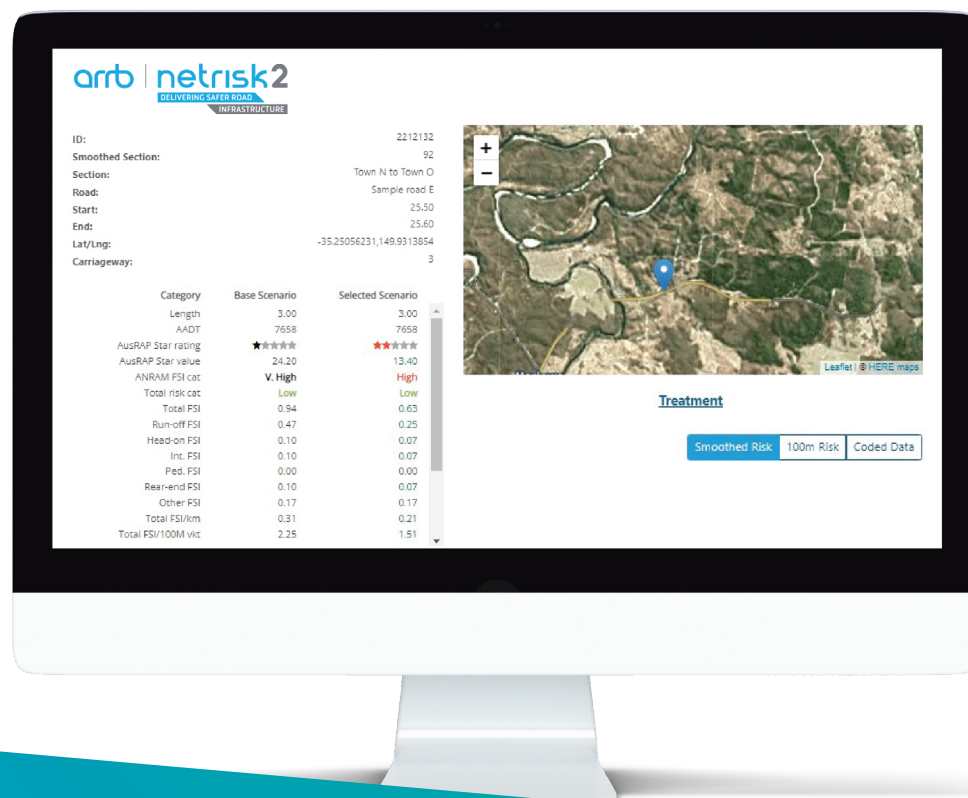 arrb | netrisk2
DELIVERING SAFER ROAD
INFRASTRUCTURE
ID: 2212132
Smoothed Section: 92
Section: Town N to Town O
Road: Sample road E
Start: 25.50
End: 25.60
Lat/Lng: -35.25056231,149.9313854
Carriageway: 3
Category Base Scenario Selected Scenario
Length 3.00 3.00
AADT 7658 7658
AusRAP Star rating ★★★★★ ★★★★★
AusRAP Star value 24.20 13.40
ANRAM FSI cat V. High High
Total risk cat Low Low
Total FSI 0.94 0.63
Run-off FSI 0.47 0.25
Head-on FSI 0.10 0.07
Int. FSI 0.10 0.07
Ped. FSI 0.00 0.00
Rear-end FSI 0.10 0.07
Other FSI 0.17 0.17
Total FSI/km 0.31 0.21
Total FSI/100M vkt 2.25 1.51
+
−
Leaflet | © HERE maps
Treatment
Smoothed Risk 100m Risk Coded Data